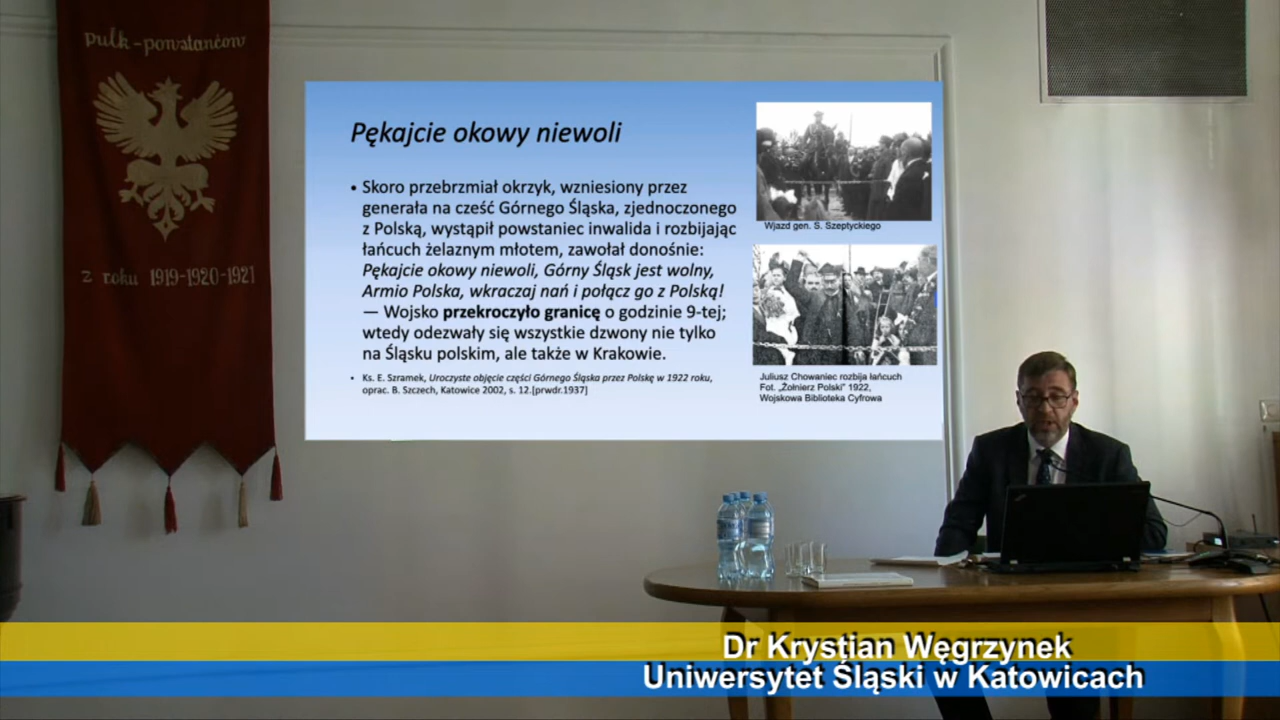 pułk-powstańców
z roku 1919-1920-1921
Pękajcie okowy niewoli
• Skoro przebrzmiał okrzyk, wzniesiony przez
generała na cześć Górnego Śląska, zjednoczonego
z Polską, wystąpił powstaniec inwalida i rozbijając
łańcuch żelaznym młotem, zawołał donośnie:
Pękajcie okowy niewoli, Górny Śląsk jest wolny,
Armio Polska, wkraczaj nań i połącz go z Polską!
— Wojsko przekroczyło granicę o godzinie 9-tej;
wtedy odezwały się wszystkie dzwony nie tylko
na Śląsku polskim, ale także w Krakowie.
• Ks. E. Szramek, Uroczyste objęcie części Górnego Śląska przez Polskę w 1922 roku,
oprac. B. Szczech, Katowice 2002, s. 12.[prwdr.1937]
Wjazd gen. S. Szeptyckiego
Juliusz Chowaniec rozbija łańcuch
Fot. „Żołnierz Polski" 1922,
Wojskowa Biblioteka Cyfrowa
Dr Krystian Węgrzynek
Uniwersytet Śląski w Katowicach